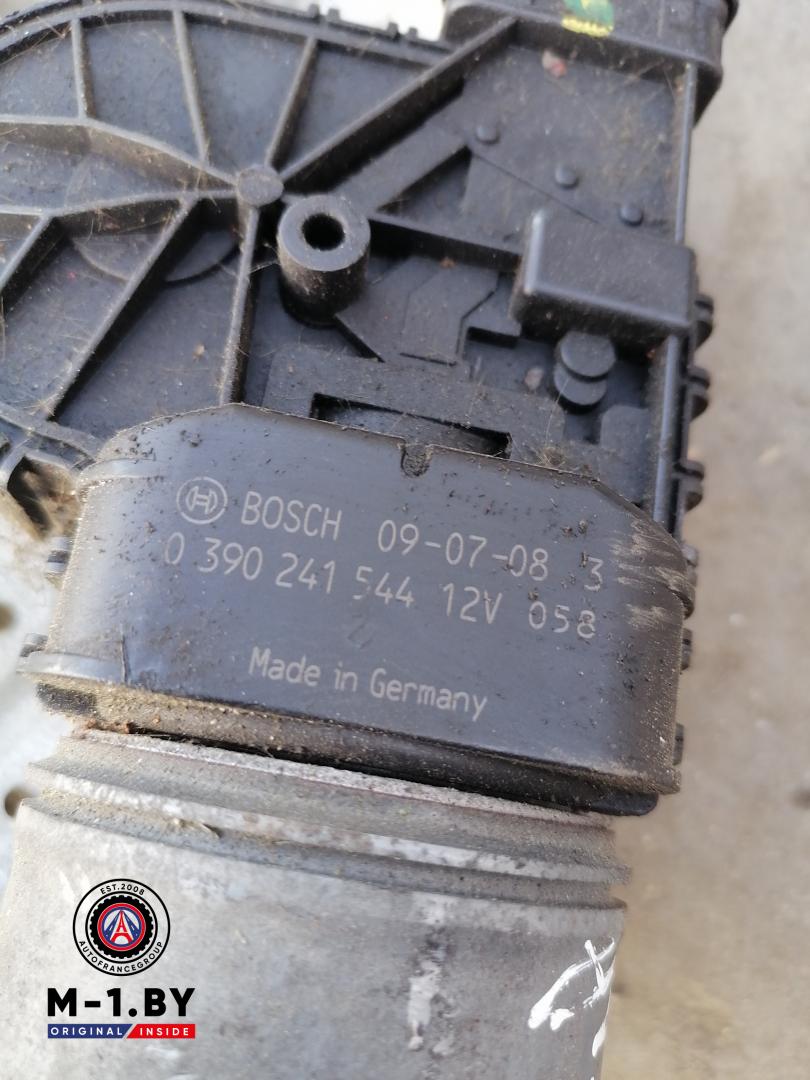 BOSCH 09-07-08 3
0 390 241 544 12V 058
Made in Germany
EST.2008
AUTOFRANCEGROUP
M-1.BY
ORIGINAL INSIDE